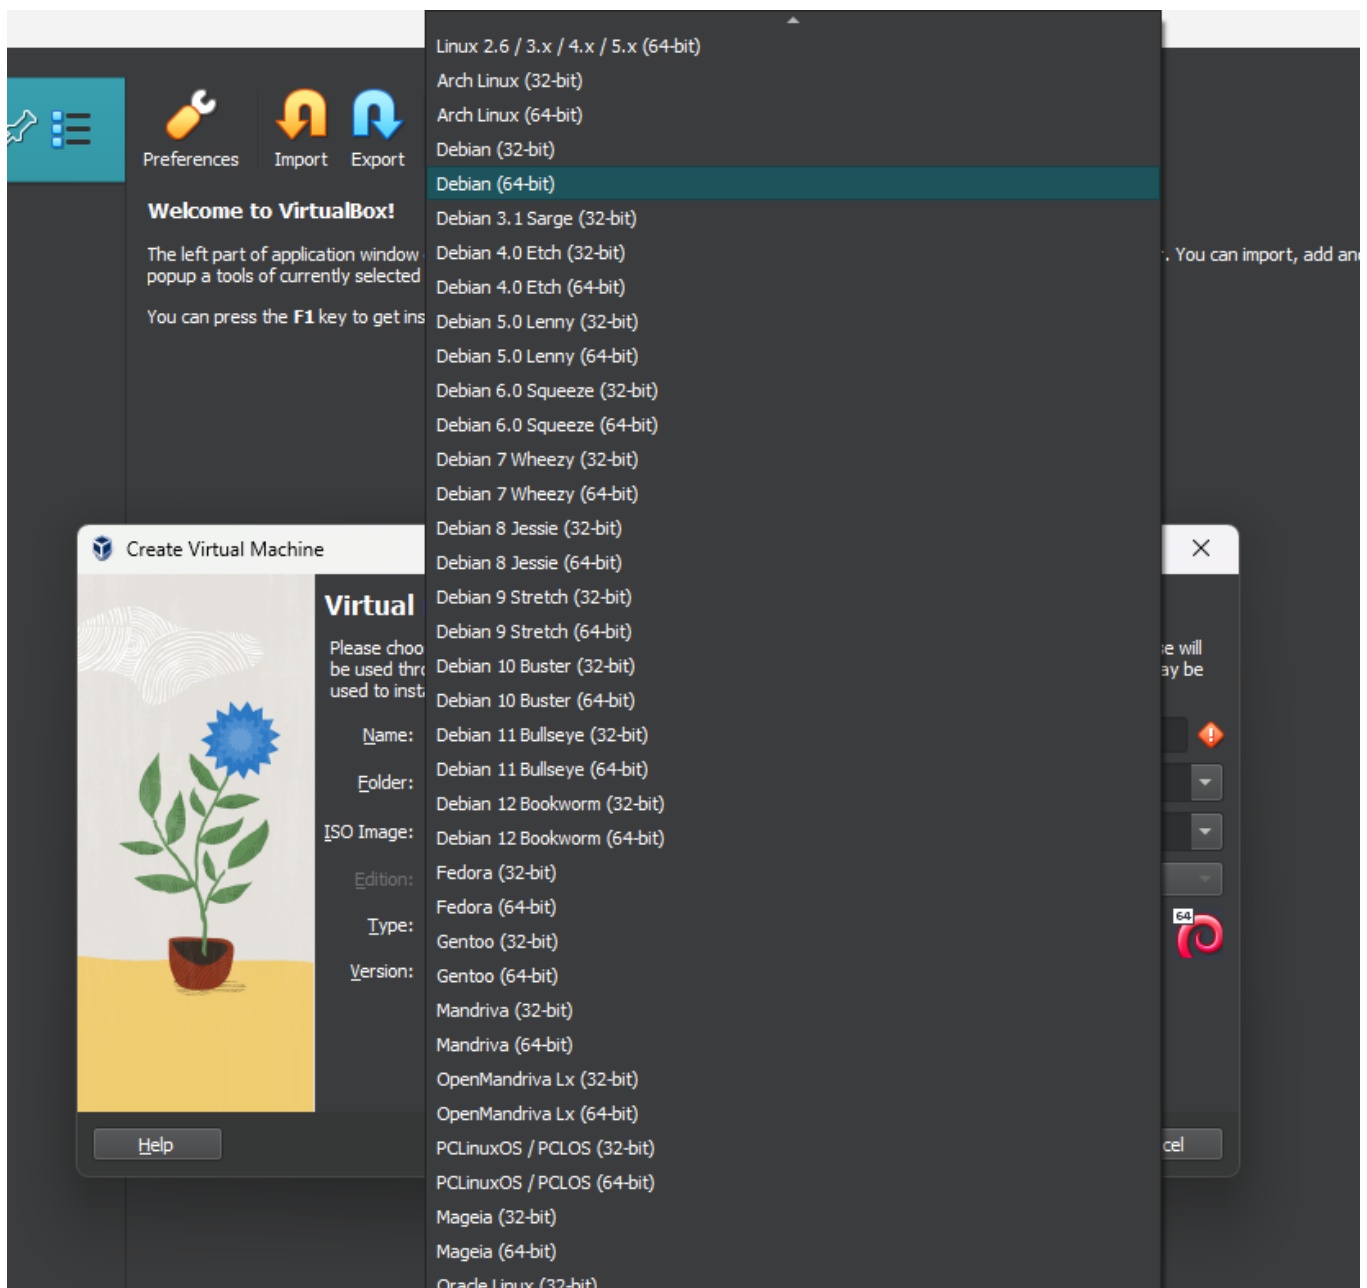 Preferences
Import
Export
Welcome to VirtualBox!
The left part of application window
. You can import, add and
popup a tools of currently selected
You can press the F1 key to get ins
Linux 2.6 / 3.x / 4.x / 5.x (64-bit)
Arch Linux (32-bit)
Arch Linux (64-bit)
Debian (32-bit)
Debian (64-bit)
Debian 3.1 Sarge (32-bit)
Debian 4.0 Etch (32-bit)
Debian 4.0 Etch (64-bit)
Debian 5.0 Lenny (32-bit)
Debian 5.0 Lenny (64-bit)
Debian 6.0 Squeeze (32-bit)
Debian 6.0 Squeeze (64-bit)
Debian 7 Wheezy (32-bit)
Debian 7 Wheezy (64-bit)
Debian 8 Jessie (32-bit)
Debian 8 Jessie (64-bit)
Debian 9 Stretch (32-bit)
Debian 9 Stretch (64-bit)
Debian 10 Buster (32-bit)
Debian 10 Buster (64-bit)
Debian 11 Bullseye (32-bit)
Debian 11 Bullseye (64-bit)
Debian 12 Bookworm (32-bit)
Debian 12 Bookworm (64-bit)
Fedora (32-bit)
Fedora (64-bit)
Gentoo (32-bit)
Gentoo (64-bit)
Mandriva (32-bit)
Mandriva (64-bit)
OpenMandriva Lx (32-bit)
OpenMandriva Lx (64-bit)
PCLinuxOS / PCLOS (32-bit)
PCLinuxOS / PCLOS (64-bit)
Mageia (32-bit)
Mageia (64-bit)
Oracle Linux (32-bit)
Create Virtual Machine
Virtual
Please choo
se will
be used thro
ay be
used to inst
Name:
Folder:
ISO Image:
Edition:
Type:
64
Version:
Help
cel